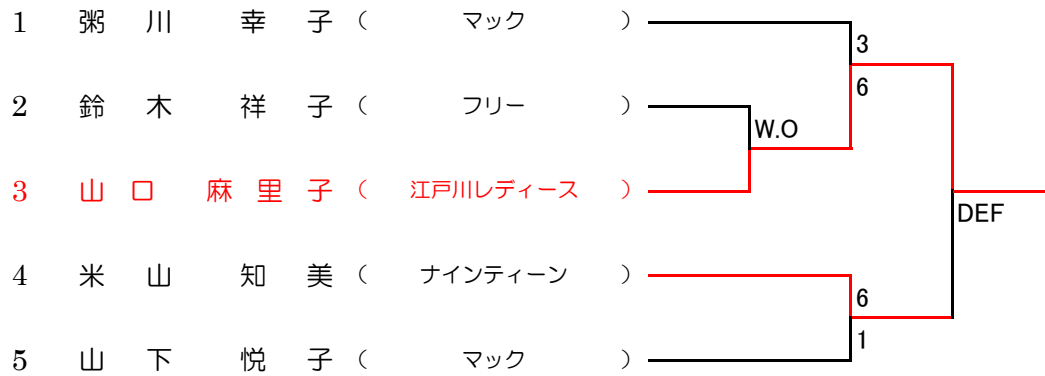 1 粥川 幸子 （ マック ）
3
6
2 鈴木 祥子 （ フリー ）
W.O
3 山口 麻里子 （ 江戸川レディース ）
DEF
4 米山 知美 （ ナインティーン ）
6
1
5 山下 悦子 （ マック ）